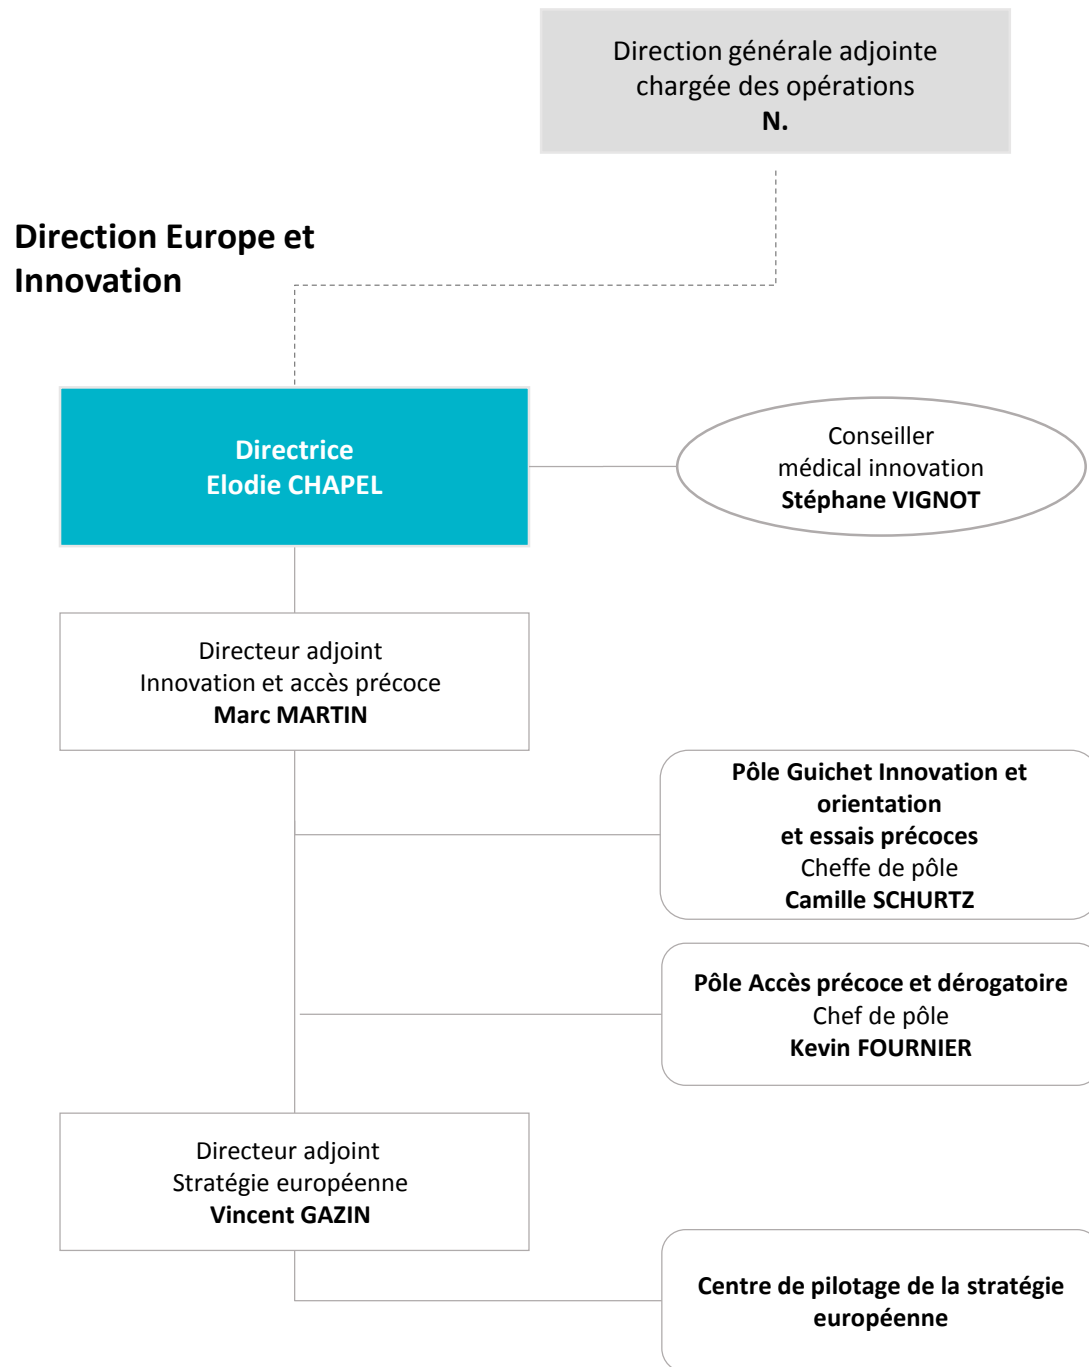 Direction générale adjointe
chargée des opérations
N.
Direction Europe et
Innovation
Directrice
Elodie CHAPEL
Conseiller
médical innovation
Stéphane VIGNOT
Directeur adjoint
Innovation et accès précoce
Marc MARTIN
Pôle Guichet Innovation et
orientation
et essais précoces
Cheffe de pôle
Camille SCHURTZ
Pôle Accès précoce et dérogatoire
Chef de pôle
Kevin FOURNIER
Directeur adjoint
Stratégie européenne
Vincent GAZIN
Centre de pilotage de la stratégie
européenne